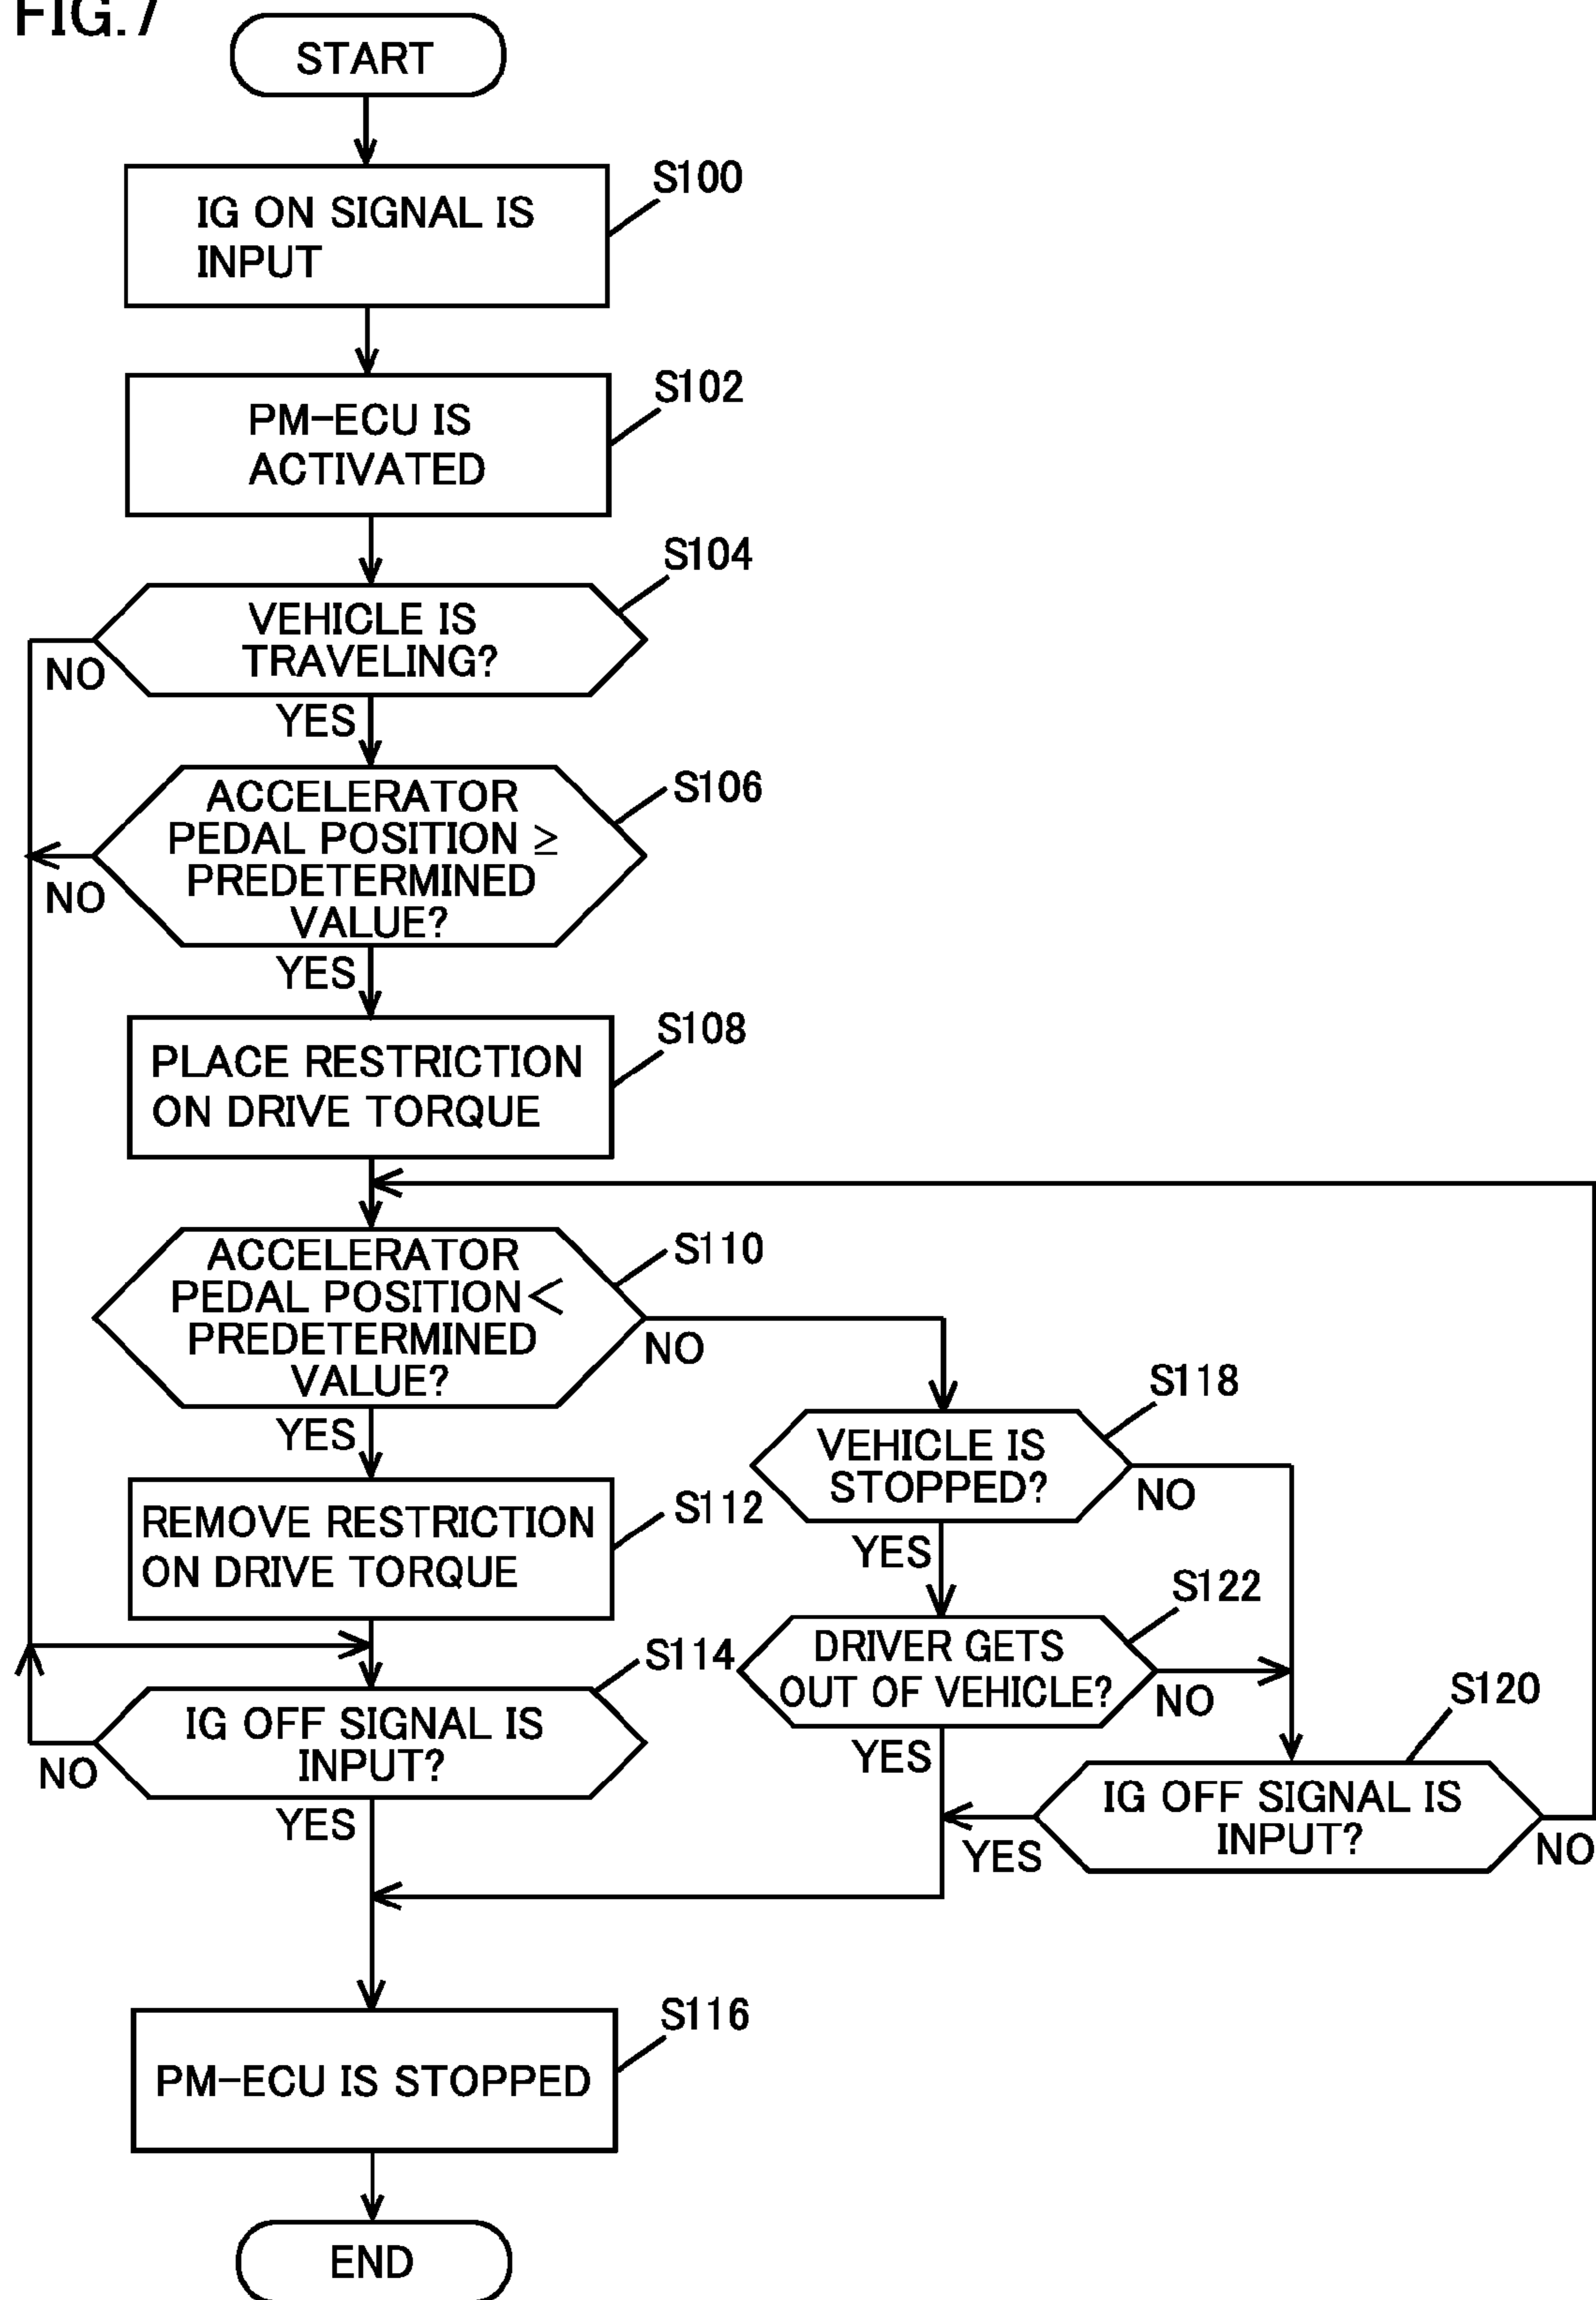 FIG.7
START
S100
IG ON SIGNAL IS
INPUT
S102
PM-ECU IS
ACTIVATED
S104
VEHICLE IS
TRAVELING?
NO
YES
S106
ACCELERATOR
PEDAL POSITION ≥
PREDETERMINED
VALUE?
NO
YES
S108
PLACE RESTRICTION
ON DRIVE TORQUE
S110
ACCELERATOR
PEDAL POSITION<
PREDETERMINED
VALUE?
NO
YES
S118
VEHICLE IS
STOPPED?
NO
YES
S112
REMOVE RESTRICTION
ON DRIVE TORQUE
S122
DRIVER GETS
OUT OF VEHICLE?
NO
YES
S114
IG OFF SIGNAL IS
INPUT?
NO
YES
S120
IG OFF SIGNAL IS
INPUT?
YES
NO
S116
PM-ECU IS STOPPED
END